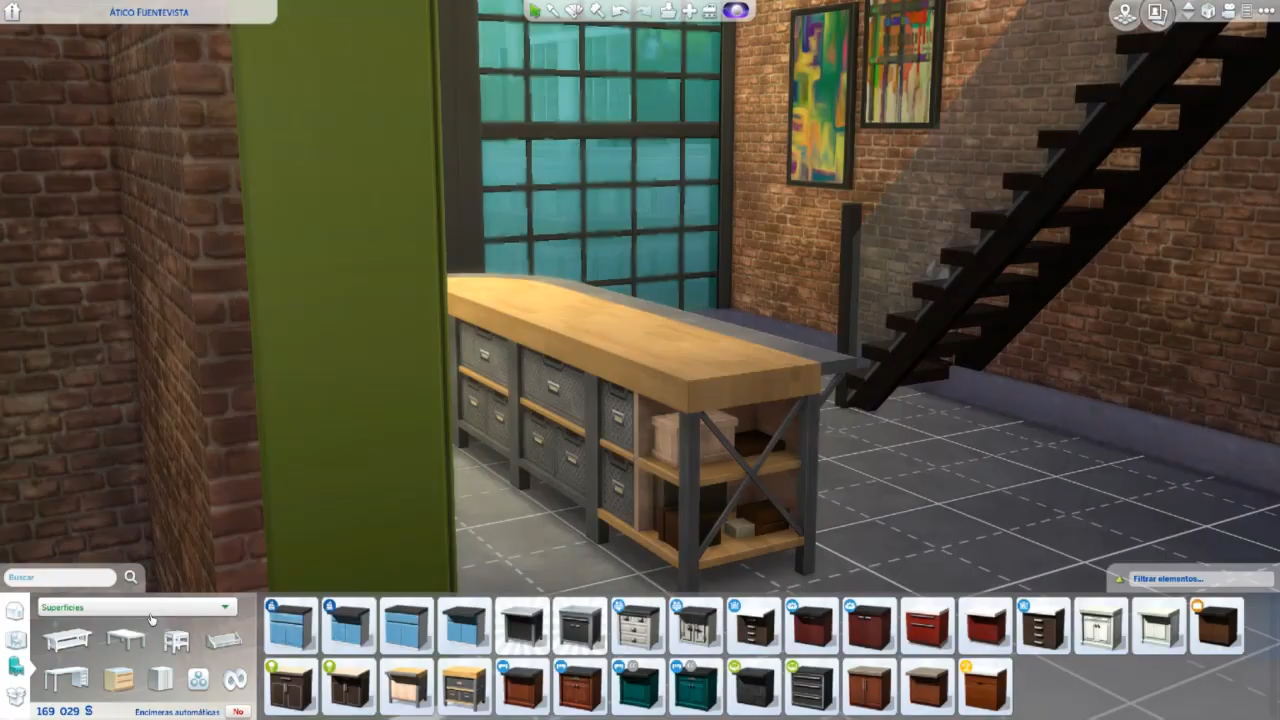 ÁTICO FUENTEVISTA
Buscar
Filtrar elementos...
Superficies
169 029 §
Encimeras automáticas
No